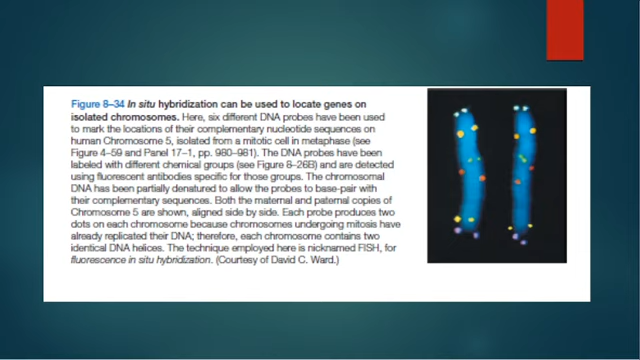 Figure 8–34 In situ hybridization can be used to locate genes on
isolated chromosomes. Here, six different DNA probes have been used
to mark the locations of their complementary nucleotide sequences on
human Chromosome 5, isolated from a mitotic cell in metaphase (see
Figure 4–59 and Panel 17–1, pp. 980–981). The DNA probes have been
labeled with different chemical groups (see Figure 8–26B) and are detected
using fluorescent antibodies specific for those groups. The chromosomal
DNA has been partially denatured to allow the probes to base-pair with
their complementary sequences. Both the maternal and paternal copies of
Chromosome 5 are shown, aligned side by side. Each probe produces two
dots on each chromosome because chromosomes undergoing mitosis have
already replicated their DNA; therefore, each chromosome contains two
identical DNA helices. The technique employed here is nicknamed FISH, for
fluorescence in situ hybridization. (Courtesy of David C. Ward.)